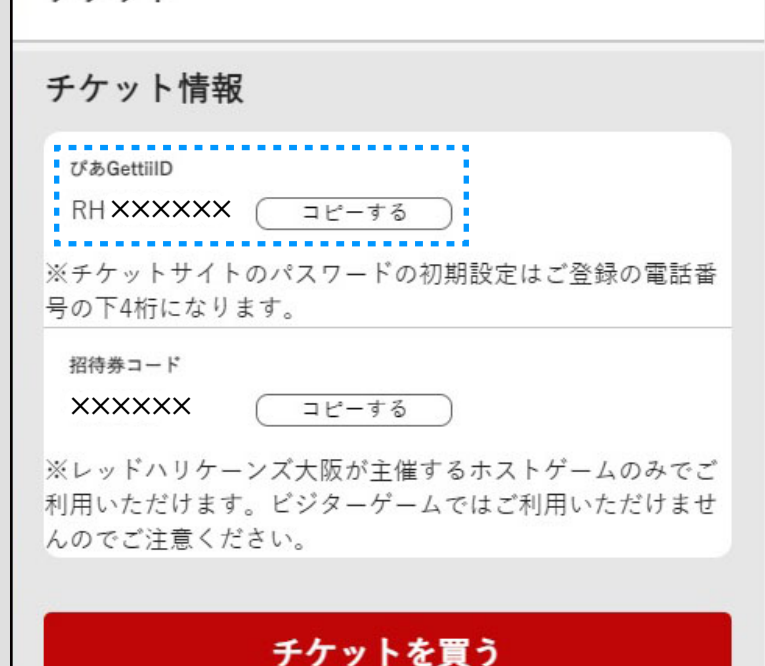 チケット情報
ぴあGettiiID
RH ×××××× コピーする
※チケットサイトのパスワードの初期設定はご登録の電話番
号の下4桁になります。
招待券コード
×××××× コピーする
※レッドハリケーンズ大阪が主催するホストゲームのみでご
利用いただけます。ビジターゲームではご利用いただけませ
んのでご注意ください。
チケットを買う